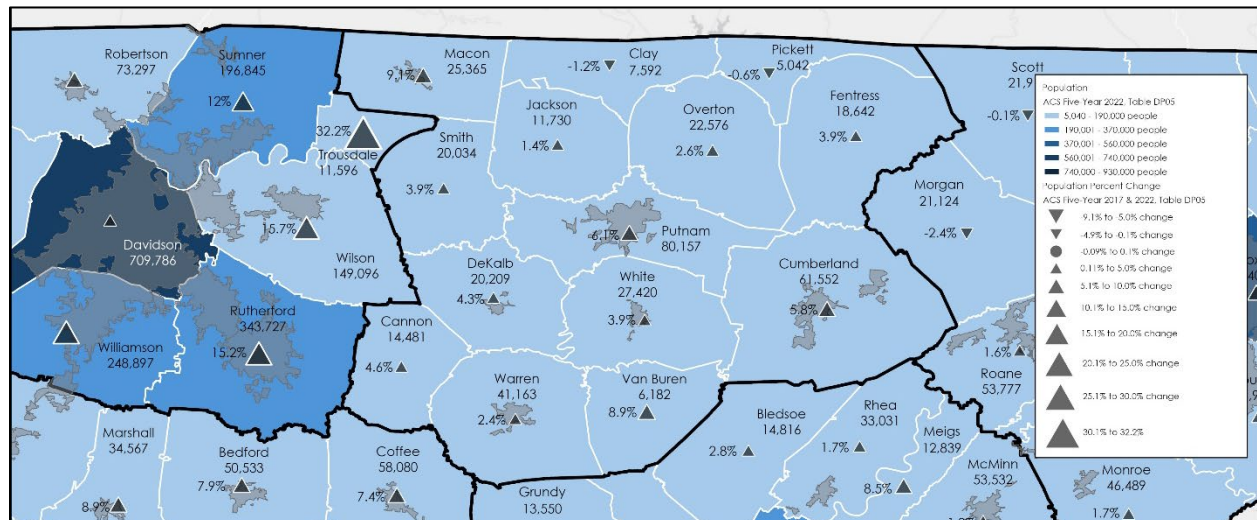 Robertson
73,297
Sumner
196,845
12%
Macon
25,365
9.1%
Clay
7,592
-1.2%
Pickett
5,042
-0.6%
Scott
21,9
-0.1%
Jackson
11,730
1.4%
Overton
22,576
2.6%
Fentress
18,642
3.9%
32.2%
Trousdale
11,596
Smith
20,034
3.9%
Morgan
21,124
-2.4%
Davidson
709,786
15.7%
Wilson
149,096
6.1%
Putnam
80,157
DeKalb
20,209
4.3%
White
27,420
3.9%
Cumberland
61,552
5.8%
Williamson
248,897
Rutherford
343,727
15.2%
Cannon
14,481
4.6%
Warren
41,163
2.4%
Van Buren
6,182
8.9%
1.6%
Roane
53,777
Marshall
34,567
8.9%
Bedford
50,533
7.9%
Coffee
58,080
7.4%
Grundy
13,550
Bledsoe
14,816
2.8%
Rhea
33,031
1.7%
Meigs
12,839
8.5%
McMinn
53,532
Monroe
46,489
1.7%
Population
ACS Five-Year 2022, Table DP05
5,040 - 190,000 people
190,001 - 370,000 people
370,001 - 560,000 people
560,001 - 740,000 people
740,000 - 930,000 people
Population Percent Change
ACS Five-Year 2017 & 2022, Table DP05
-9.1% to -5.0% change
-4.9% to -0.1% change
-0.09% to 0.1% change
0.11% to 5.0% change
5.1% to 10.0% change
10.1% to 15.0% change
15.1% to 20.0% change
20.1% to 25.0% change
25.1% to 30.0% change
30.1% to 32.2%